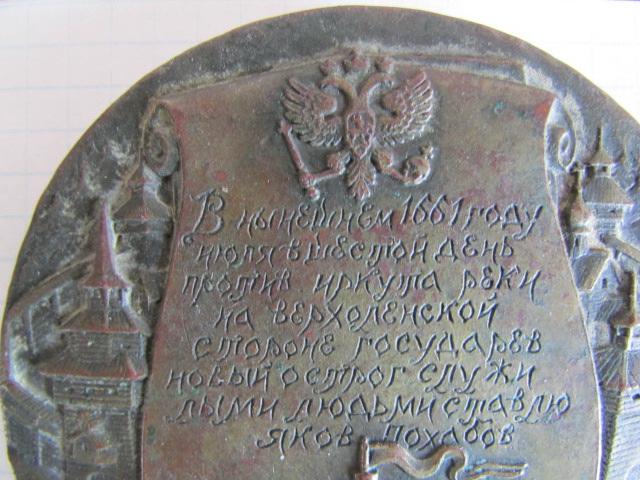 В нынешнем 1661 году
июля в шестой день
против иркута реки
на верхоленской
стороне государев
новый острог служи
лыми людьми ставлю
яков похабов